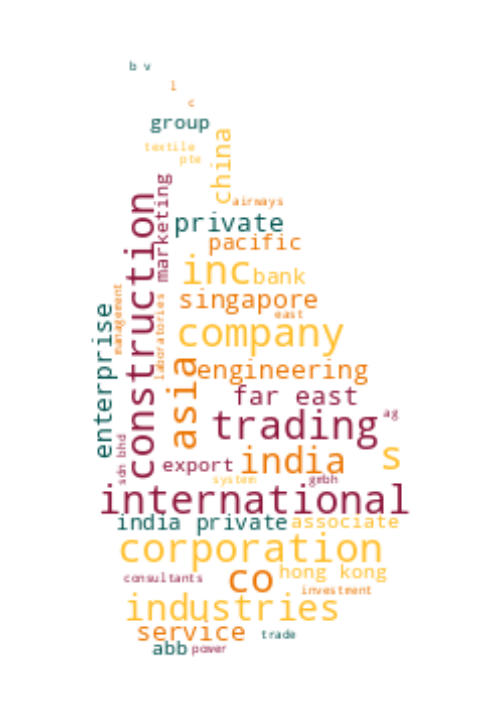 b v
l
c
group
textile
pte
china
airways
marketing
private
construction
pacific
inc
bank
management
laboratories
singapore
enterprise
east
company
asia
engineering
far east
trading
ag
sdn bhd
export
india
s
system
gmbh
international
india private
associate
corporation
consultants
co
hong kong
investment
industries
service
trade
abb
power